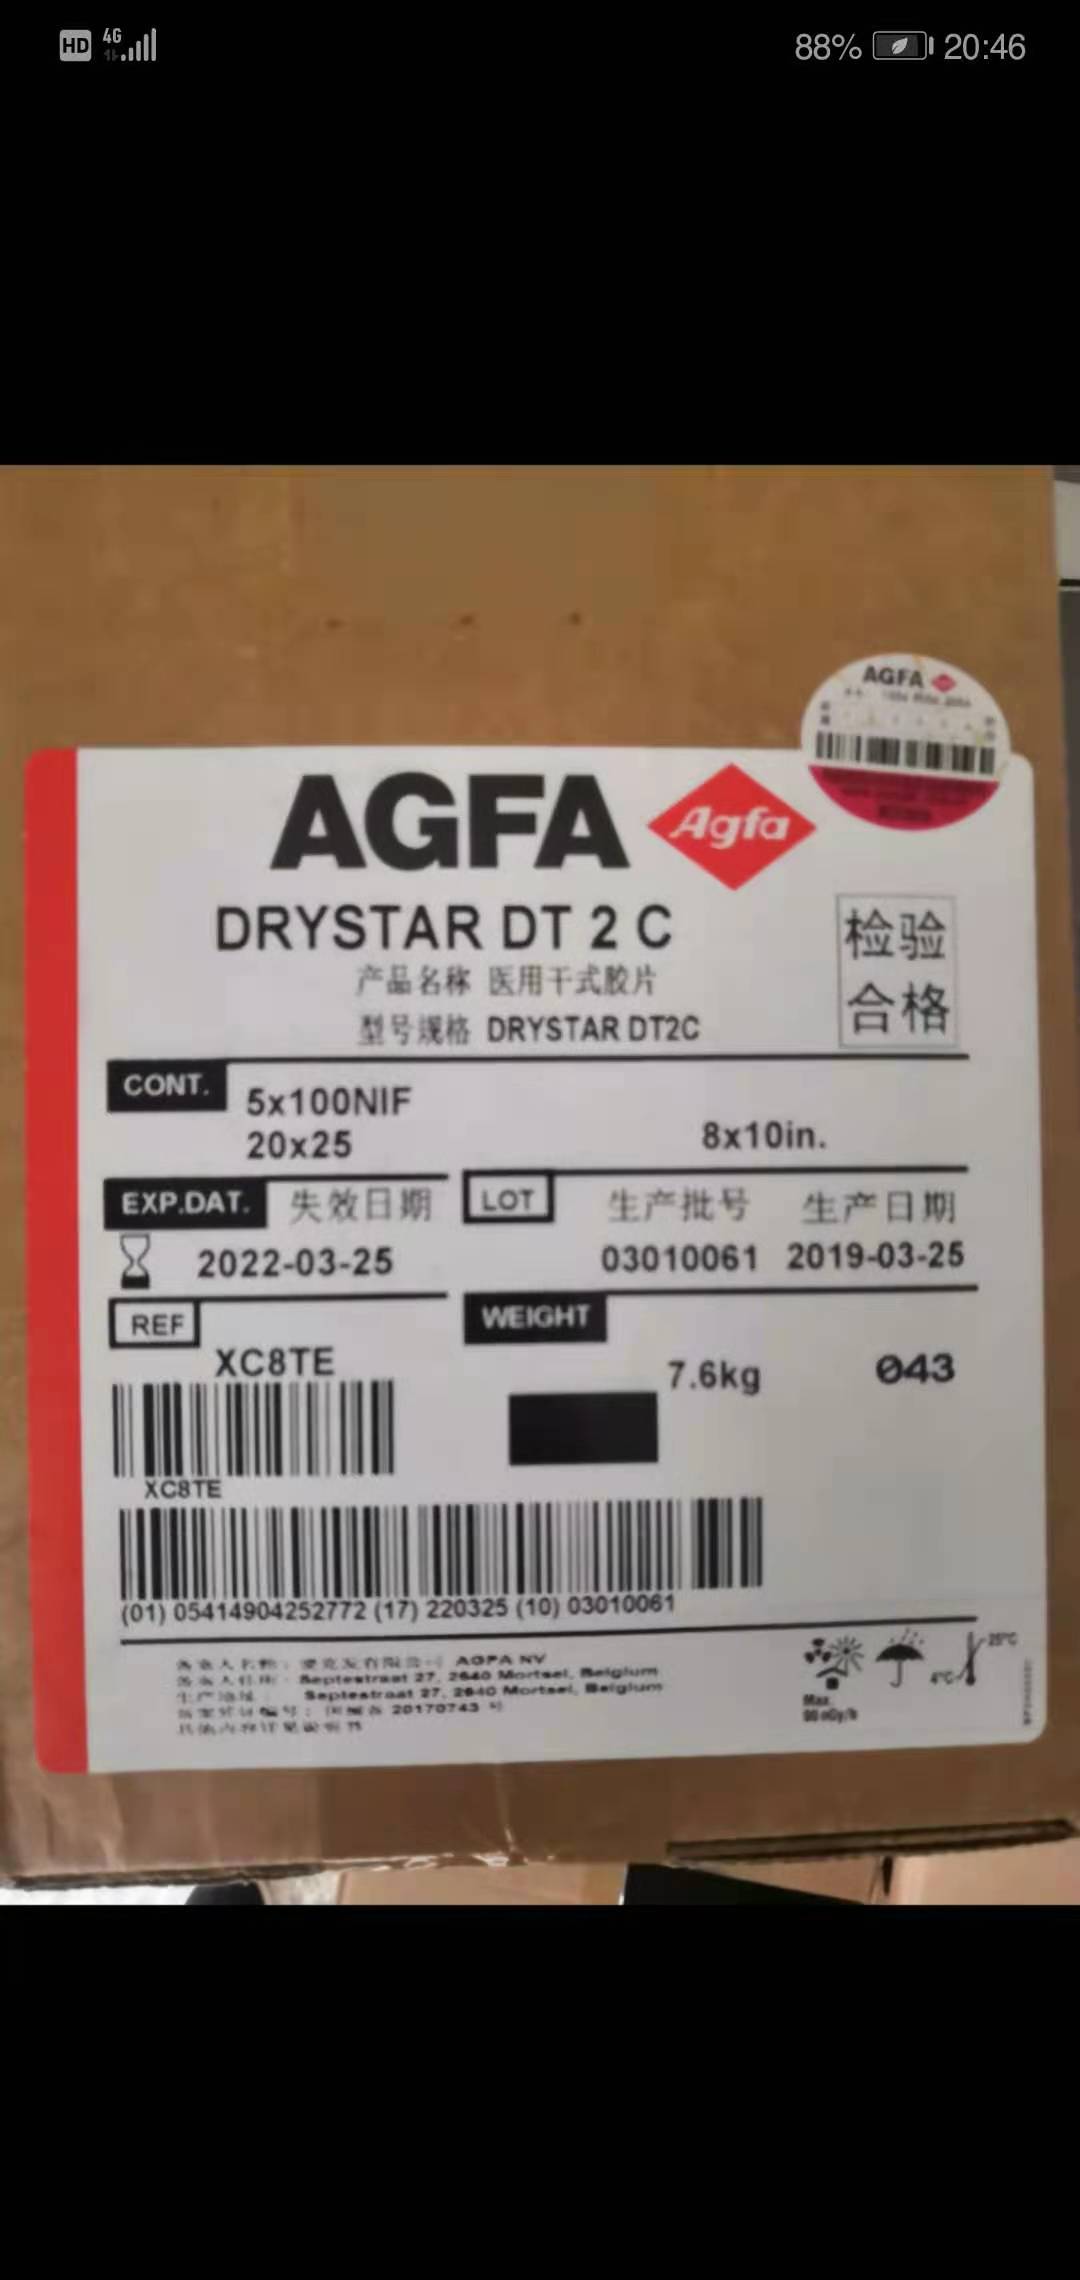 HD 4G 88% 20:46
AGFA
AGFA Agfa
DRYSTAR DT 2 C
产品名称 医用干式胶片
型号规格 DRYSTAR DT2C
检验
合格
CONT.
5x100NIF
20x25 8x10in.
EXP.DAT. 失效日期 LOT 生产批号 生产日期
2022-03-25 03010061 2019-03-25
REF WEIGHT
XC8TE 7.6kg 043
XC8TE
(01) 05414904252772 (17) 220325 (10) 03010061
AGFA NV
Septestraat 27, 2640 Mortsel, Belgium
Septestraat 27, 2640 Mortsel, Belgium
20170743 号
25°C
4°C
Max